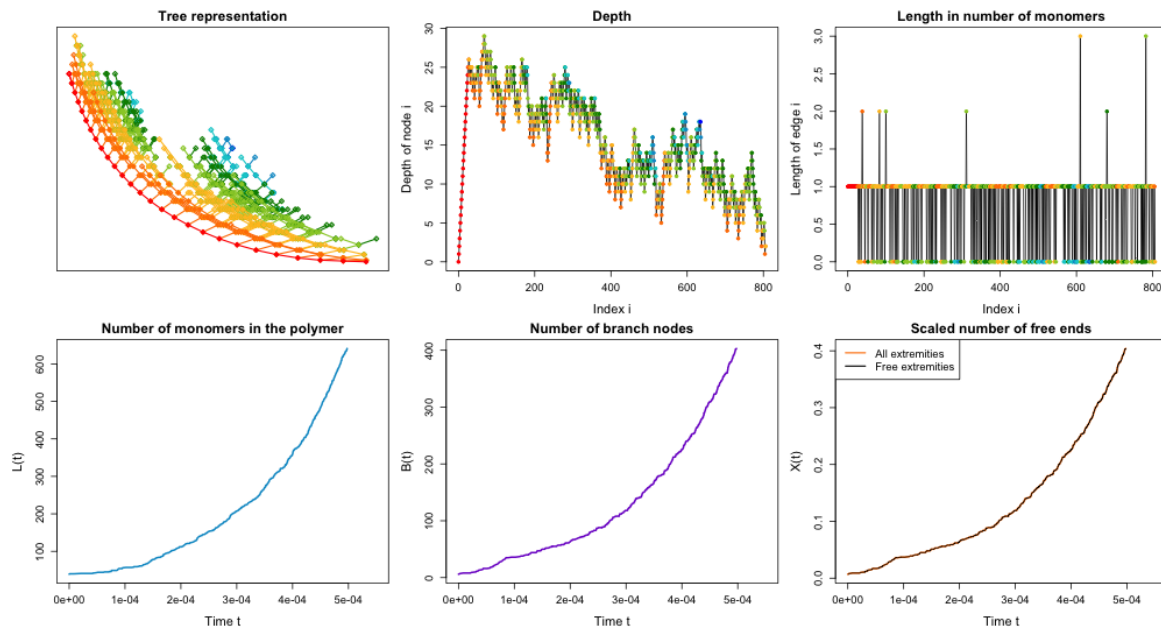 Tree representation
Depth
Depth of node i
0
5
10
15
20
25
30
0
200
400
600
800
Index i
Length in number of monomers
Length of edge i
0.0
0.5
1.0
1.5
2.0
2.5
3.0
0
200
400
600
800
Index i
Number of monomers in the polymer
L(t)
100
200
300
400
500
600
0e+00
1e-04
2e-04
3e-04
4e-04
5e-04
Time t
Number of branch nodes
B(t)
0
100
200
300
400
0e+00
1e-04
2e-04
3e-04
4e-04
5e-04
Time t
Scaled number of free ends
All extremities
Free extremities
X(t)
0.0
0.1
0.2
0.3
0.4
0e+00
1e-04
2e-04
3e-04
4e-04
5e-04
Time t